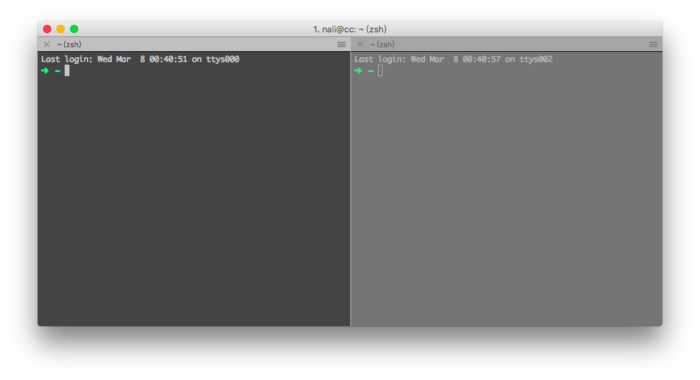 1. nali@cc: ~ (zsh)
~ (zsh)
~ (zsh)
Last login: Wed Mar  8 00:40:51 on ttys000
➜ ~
Last login: Wed Mar  8 00:40:57 on ttys002
➜ ~